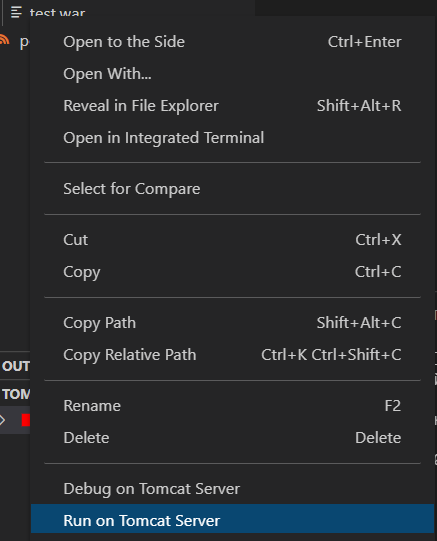 test.war
Open to the Side Ctrl+Enter
Open With...
Reveal in File Explorer Shift+Alt+R
Open in Integrated Terminal
Select for Compare
Cut Ctrl+X
Copy Ctrl+C
Copy Path Shift+Alt+C
Copy Relative Path Ctrl+K Ctrl+Shift+C
OUT
TOM
Rename F2
Delete Delete
Debug on Tomcat Server
Run on Tomcat Server